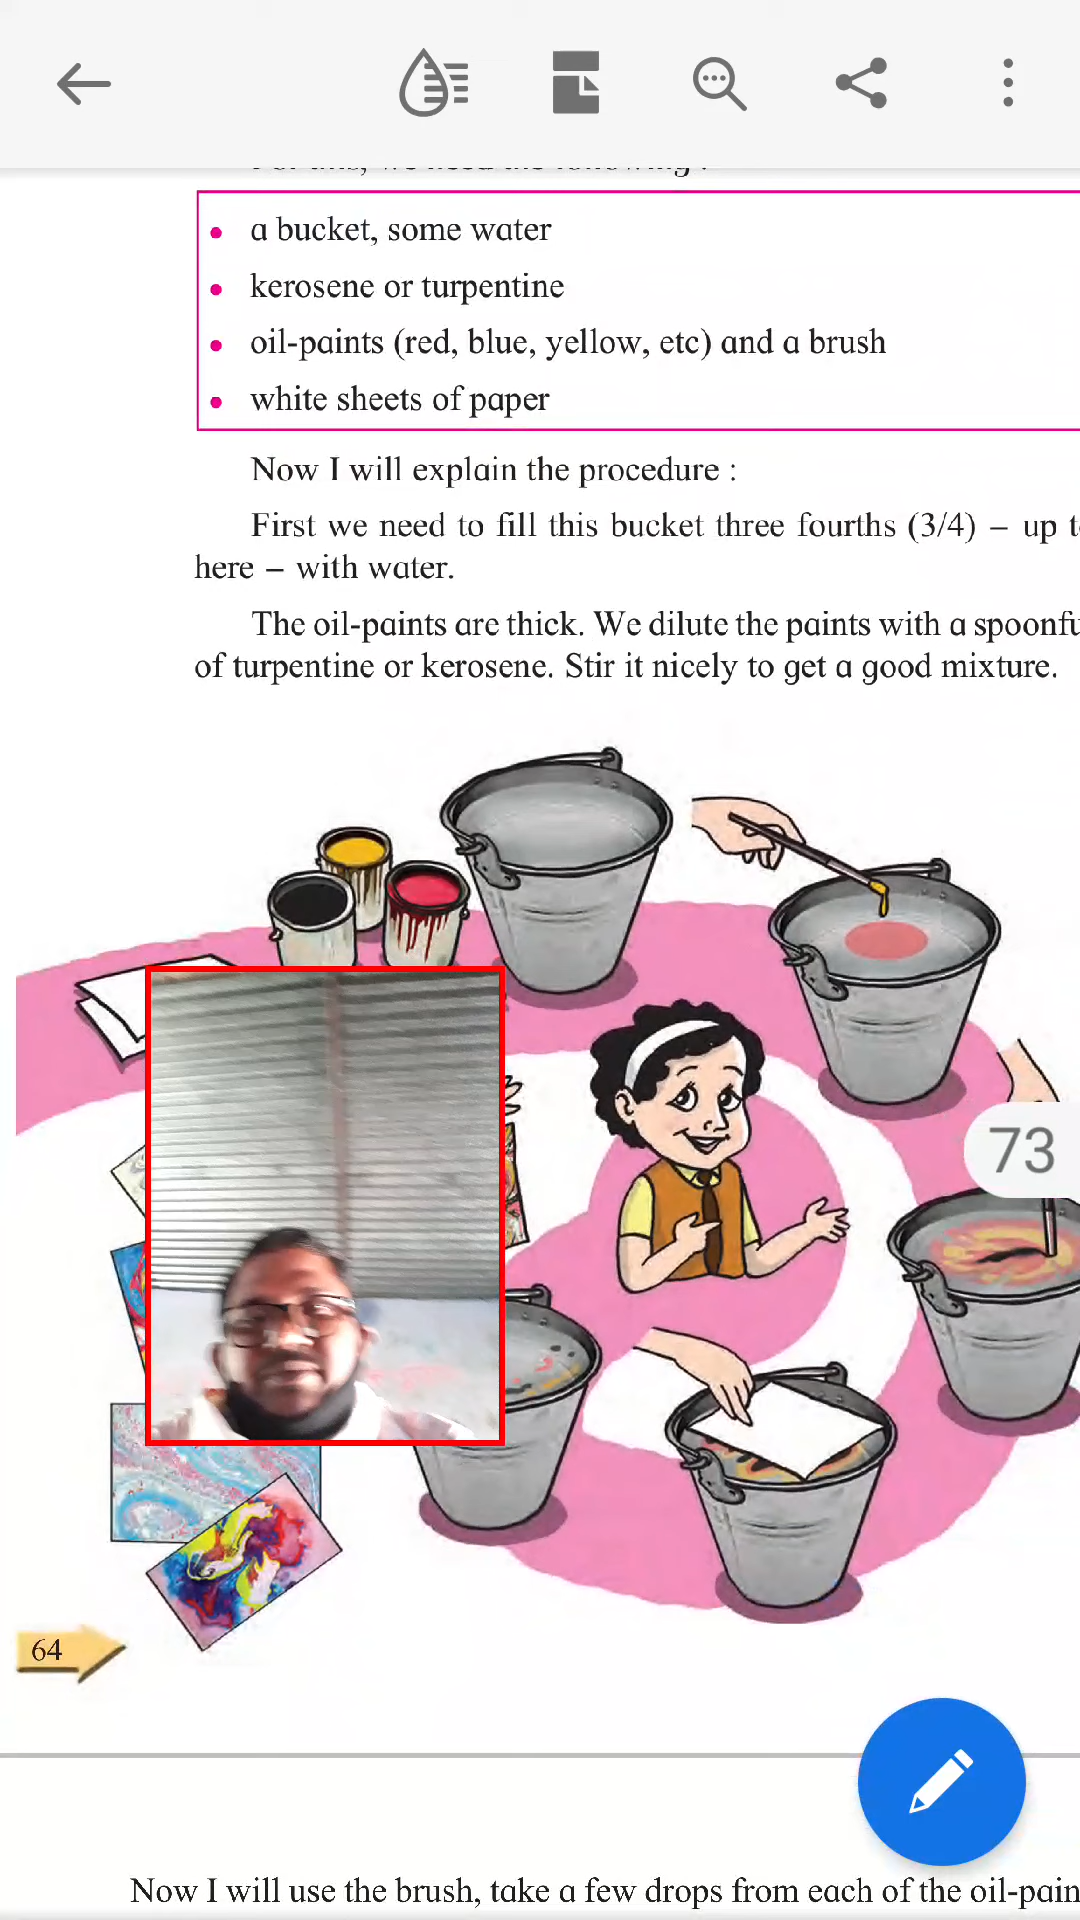 a bucket, some water
kerosene or turpentine
oil-paints (red, blue, yellow, etc) and a brush
white sheets of paper
Now I will explain the procedure :
First we need to fill this bucket three fourths (3/4) – up
here – with water.
The oil-paints are thick. We dilute the paints with a
of turpentine or kerosene. Stir it nicely to get a good mixture.
73
64
Now I will use the brush, take a few drops from each of the